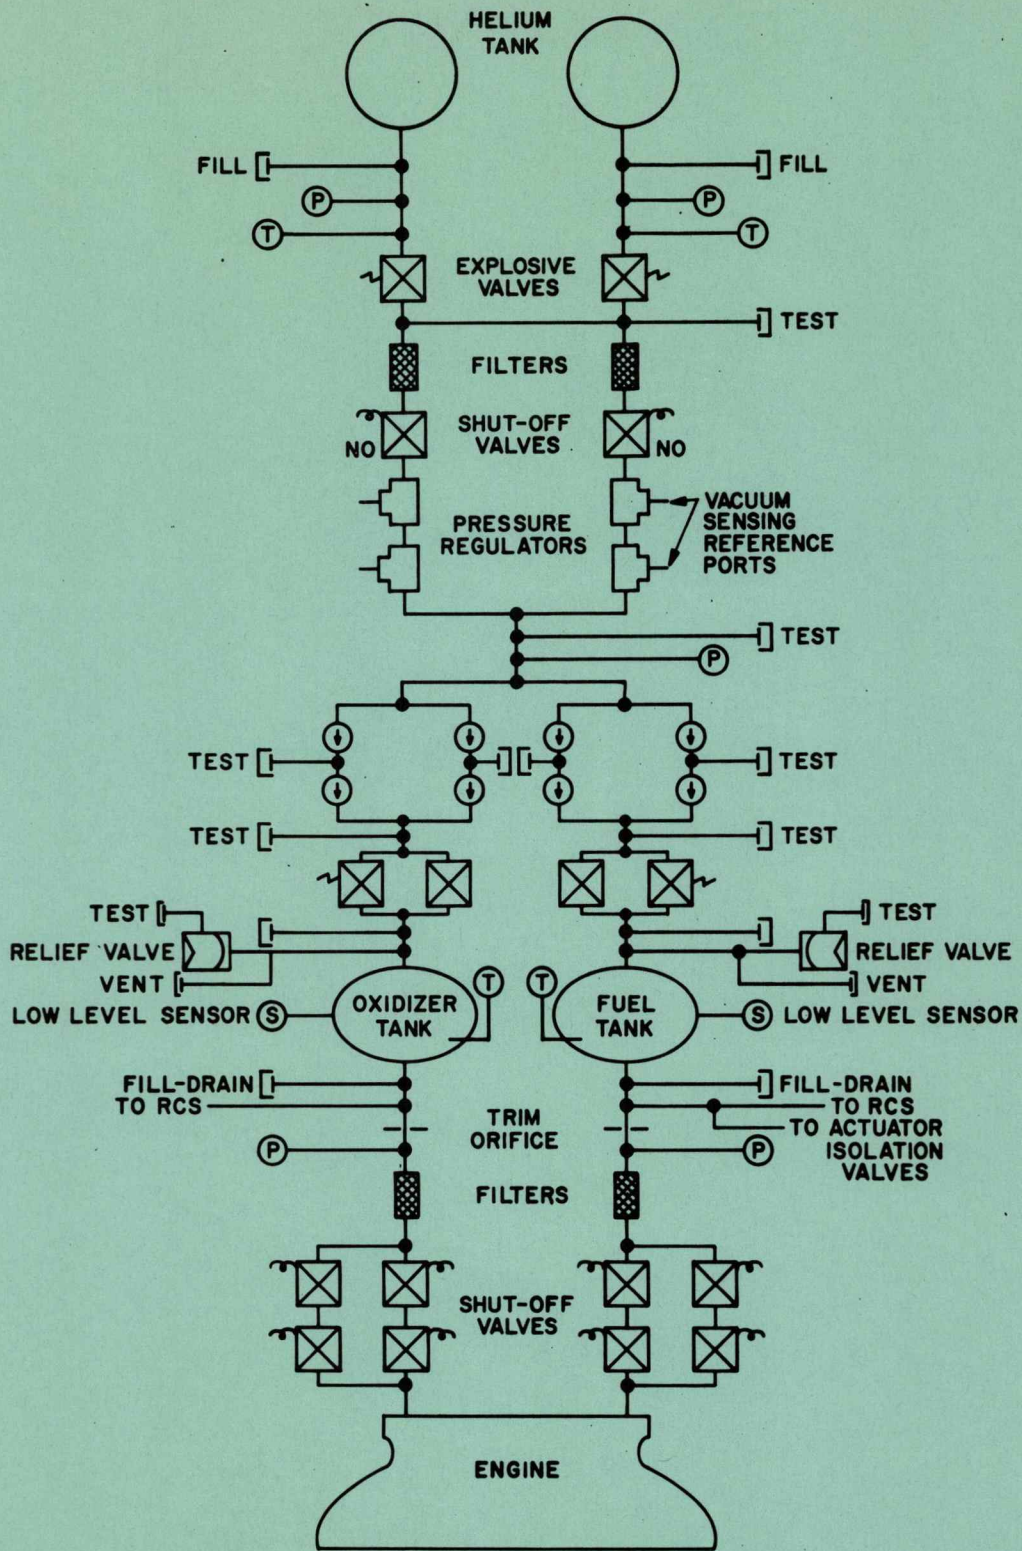 HELIUM
TANK
FILL
FILL
P
P
T
T
EXPLOSIVE
VALVES
TEST
FILTERS
SHUT-OFF
VALVES
NO
NO
PRESSURE
REGULATORS
VACUUM
SENSING
REFERENCE
PORTS
TEST
P
TEST
TEST
TEST
TEST
TEST
TEST
RELIEF VALVE
RELIEF VALVE
VENT
VENT
T
T
OXIDIZER
TANK
FUEL
TANK
LOW LEVEL SENSOR S
S LOW LEVEL SENSOR
FILL-DRAIN
FILL-DRAIN
TO RCS
TO RCS
TRIM
ORIFICE
TO ACTUATOR
ISOLATION
VALVES
P
P
FILTERS
SHUT-OFF
VALVES
ENGINE